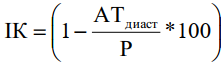 ІК = (1 − АТдиаст / P * 100)